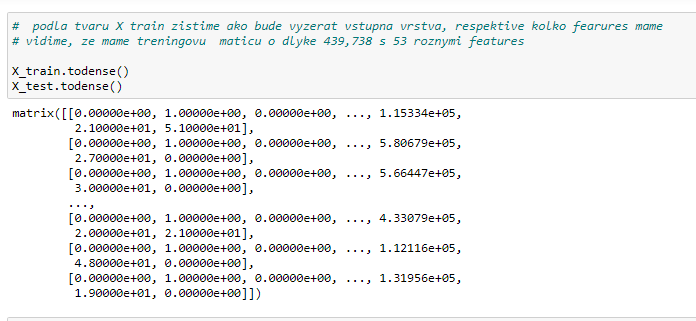 # podla tvaru X train zistime ako bude vyzerat vstupna vrstva, respektive kolko fearures mame
# vidime, ze mame treningovu maticu o dlyke 439,738 s 53 roznymi features
X_train.todense()
X_test.todense()
matrix([[0.00000e+00, 1.00000e+00, 0.00000e+00, ..., 1.15334e+05,
2.10000e+01, 5.10000e+01],
[0.00000e+00, 1.00000e+00, 0.00000e+00, ..., 5.80679e+05,
2.70000e+01, 0.00000e+00],
[0.00000e+00, 1.00000e+00, 0.00000e+00, ..., 5.66447e+05,
3.00000e+01, 0.00000e+00],
...,
[0.00000e+00, 1.00000e+00, 0.00000e+00, ..., 4.33079e+05,
2.00000e+01, 2.10000e+01],
[0.00000e+00, 1.00000e+00, 0.00000e+00, ..., 1.12116e+05,
4.80000e+01, 0.00000e+00],
[0.00000e+00, 1.00000e+00, 0.00000e+00, ..., 1.31956e+05,
1.90000e+01, 0.00000e+00]])